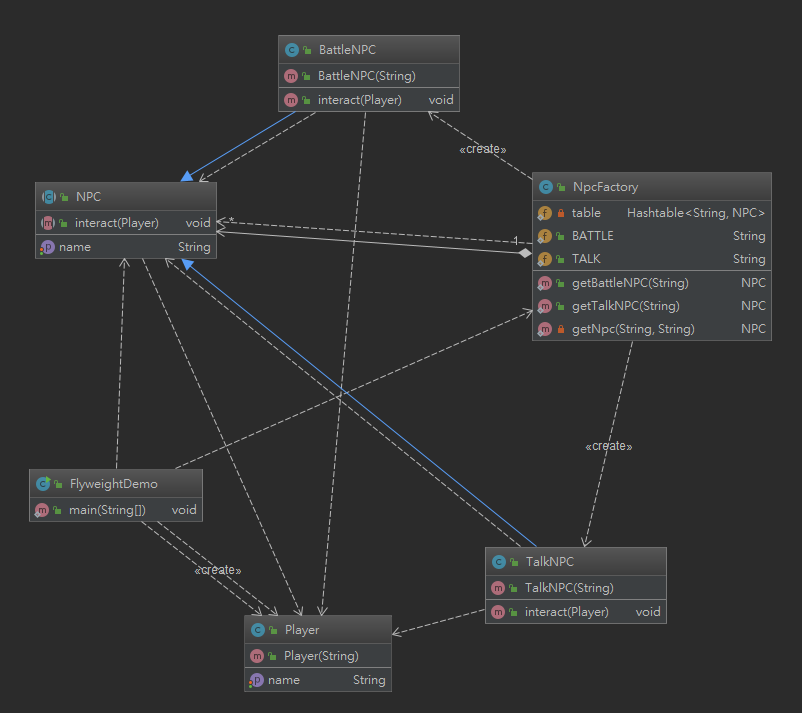 BattleNPC
BattleNPC(String)
interact(Player) void
«create»
NPC
interact(Player) void
name String
NpcFactory
table Hashtable<String, NPC>
BATTLE String
TALK String
getBattleNPC(String) NPC
getTalkNPC(String) NPC
getNpc(String, String) NPC
*
1
«create»
FlyweightDemo
main(String[]) void
«create»
TalkNPC
TalkNPC(String)
interact(Player) void
Player
Player(String)
name String